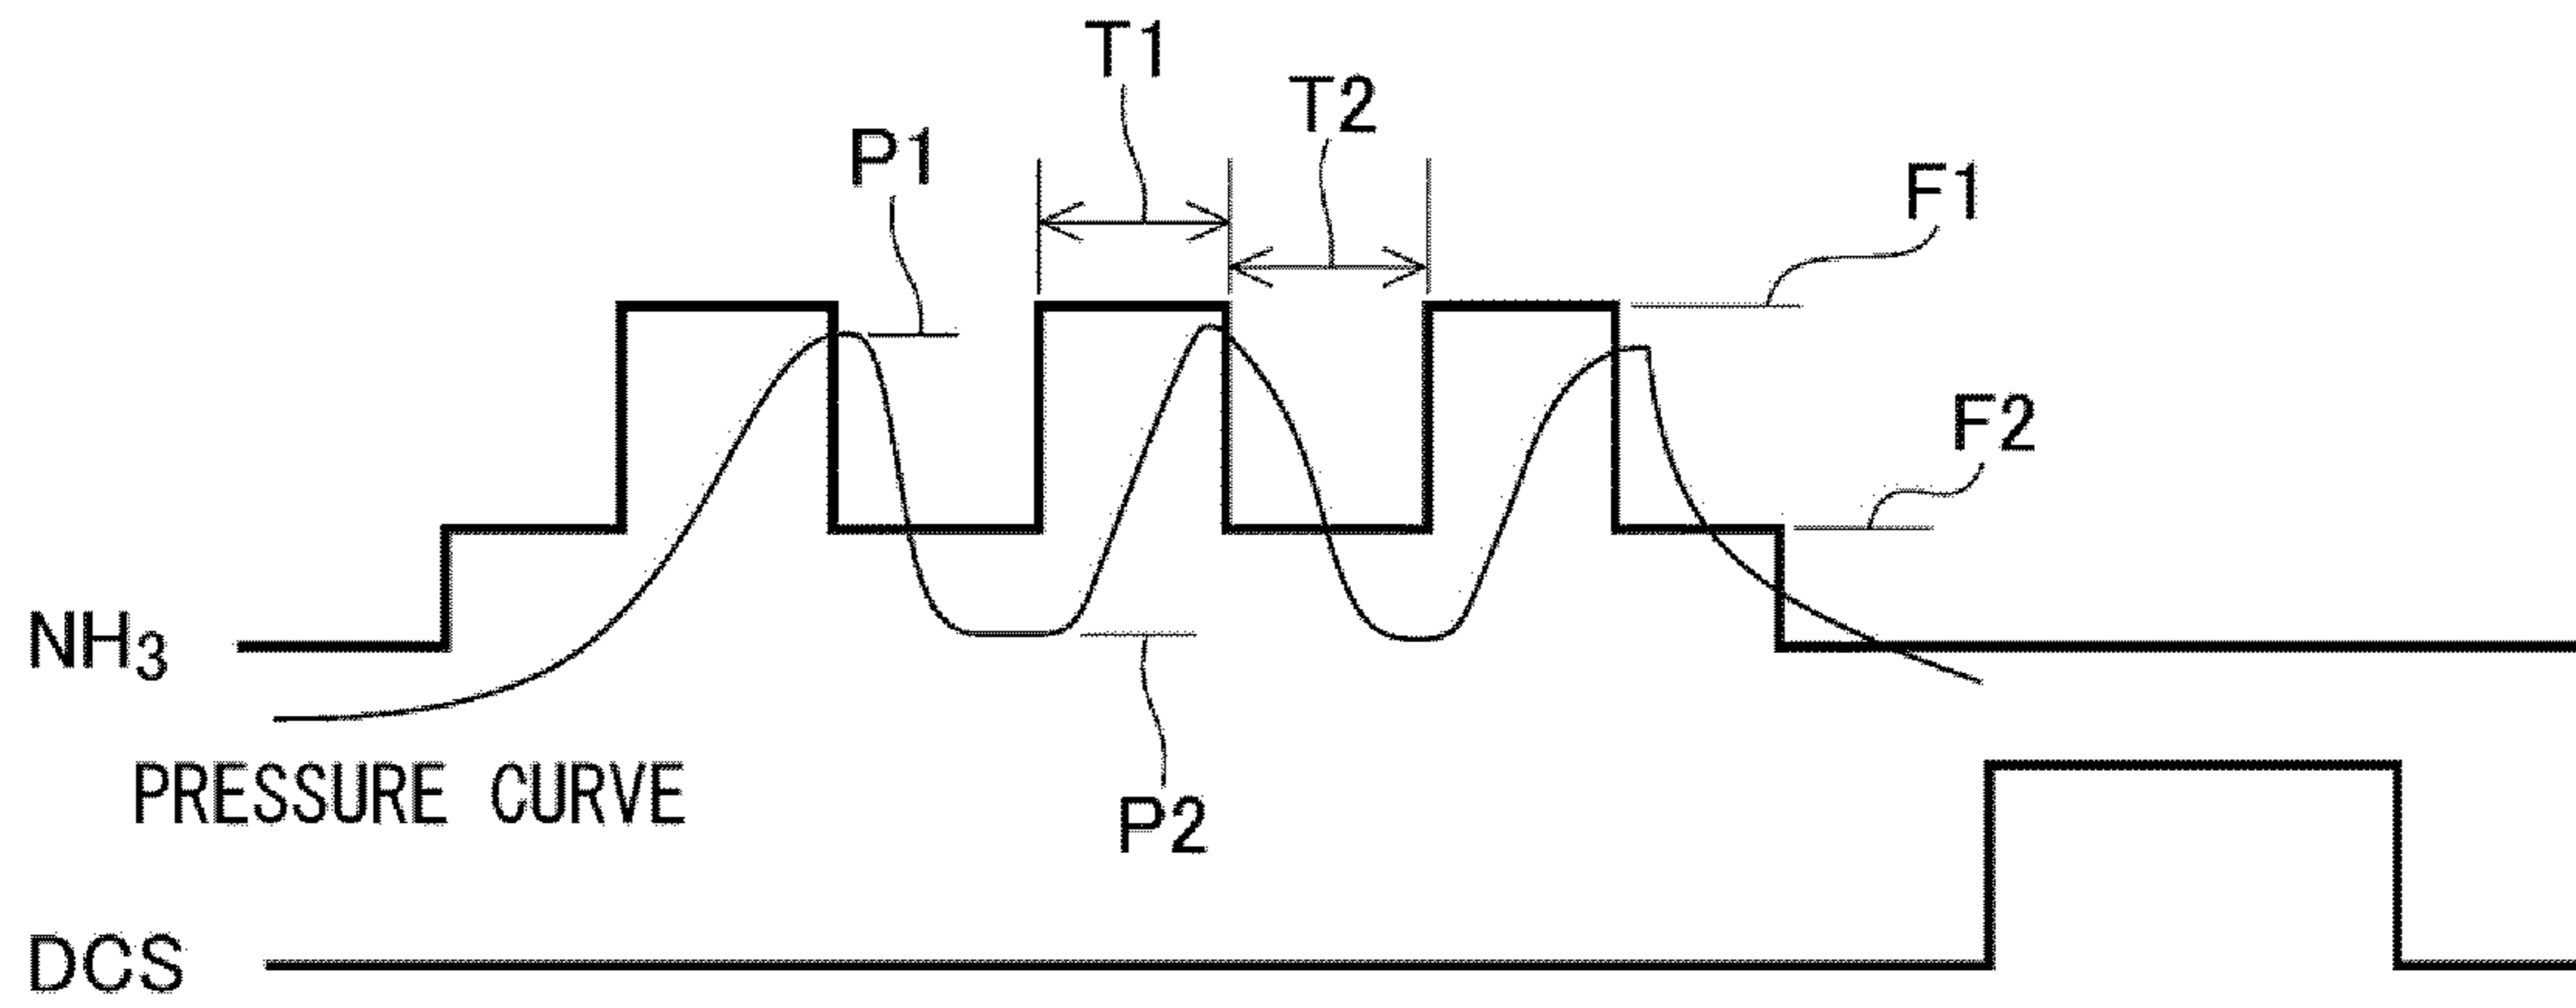 T1
T2
P1
F1
F2
NH₃
PRESSURE CURVE
P2
DCS